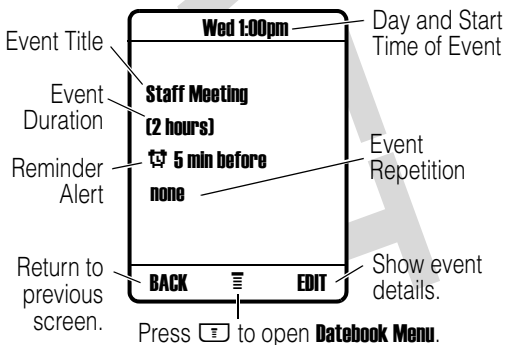 Wed 1:00pm
Day and Start
Time of Event
Event Title
Staff Meeting
Event
Duration
(2 hours)
Reminder
Alert
5 min before
Event
Repetition
none
Return to
previous
screen.
BACK
EDIT
Show event
details.
Press to open Datebook Menu.